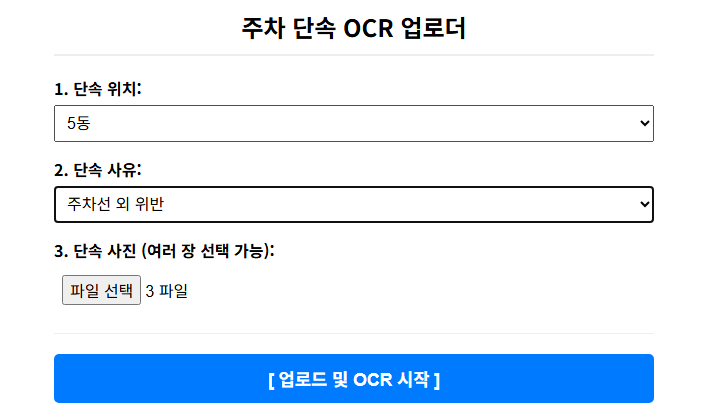 주차 단속 OCR 업로더
1. 단속 위치:
5동
2. 단속 사유:
주차선 외 위반
3. 단속 사진 (여러 장 선택 가능):
파일 선택 3 파일
[ 업로드 및 OCR 시작 ]